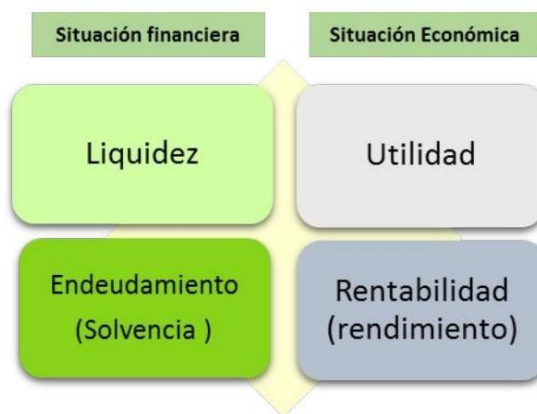 Situación financiera
Situación Económica
Liquidez
Utilidad
Endeudamiento
(Solvencia )
Rentabilidad
(rendimiento)